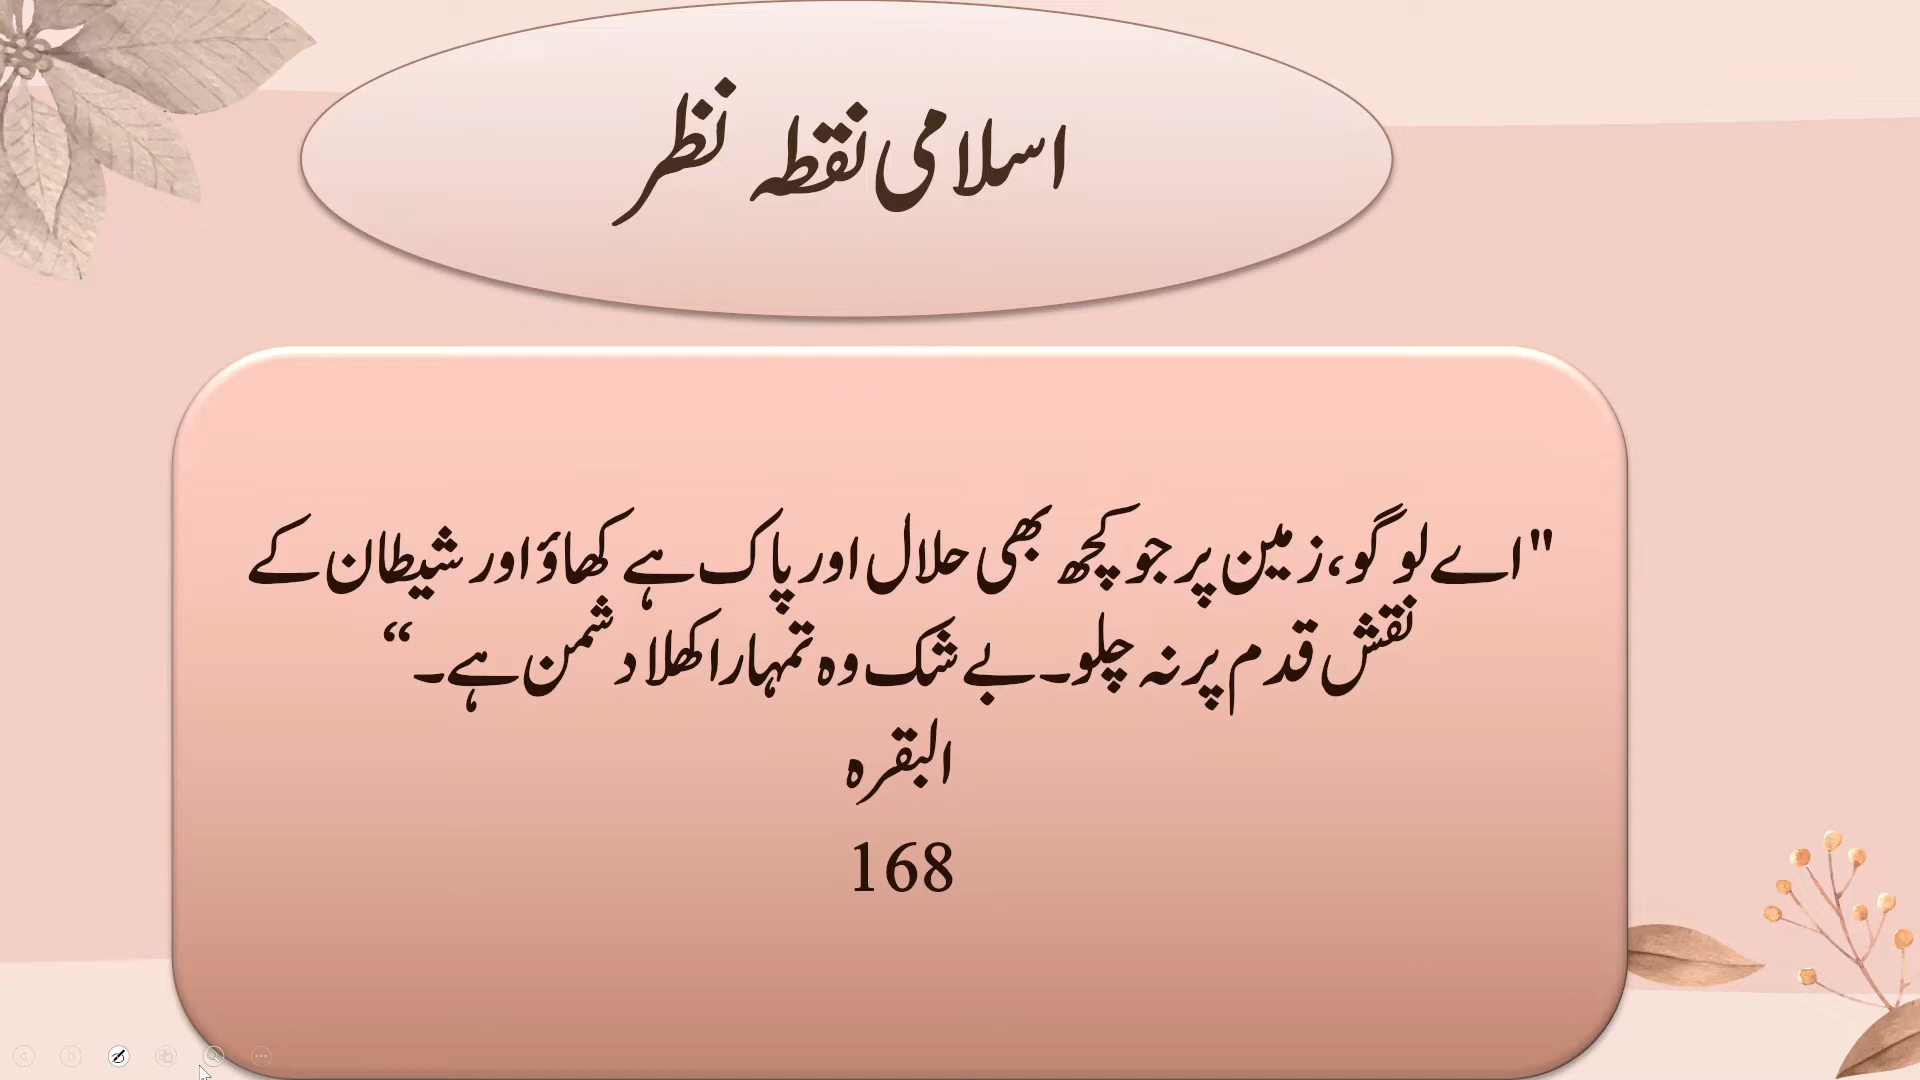 اسلامی نقطہ نظر
"اے لوگو، زمین پر جو کچھ بھی حلال اور پاک ہے کھاؤ اور شیطان کے
نقش قدم پر نہ چلو۔ بے شک وہ تمہارا کھلا دشمن ہے۔“
البقرہ
168